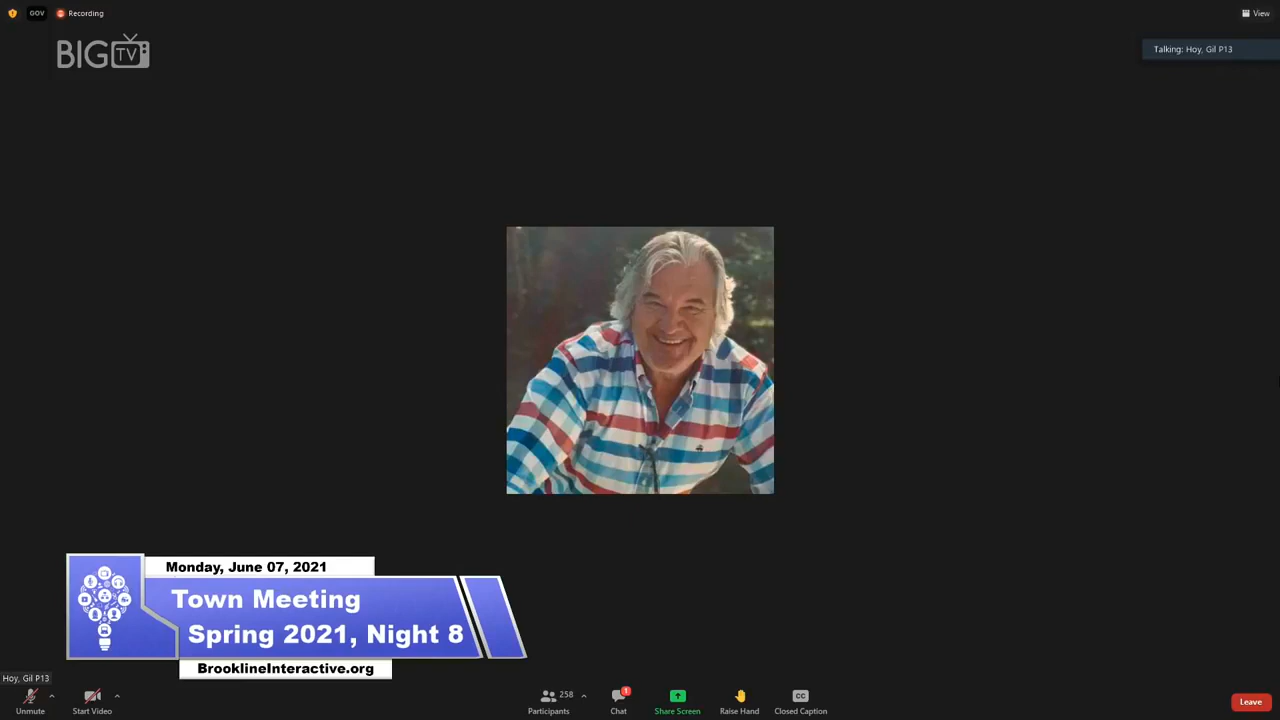 GOV
Recording
View
BIG TV
Talking: Hoy, Gil P13
Monday, June 07, 2021
Town Meeting
Spring 2021, Night 8
BrooklineInteractive.org
Hoy, Gil P13
Unmute
Start Video
Participants
258
Chat
1
Share Screen
Raise Hand
CC
Closed Caption
Leave